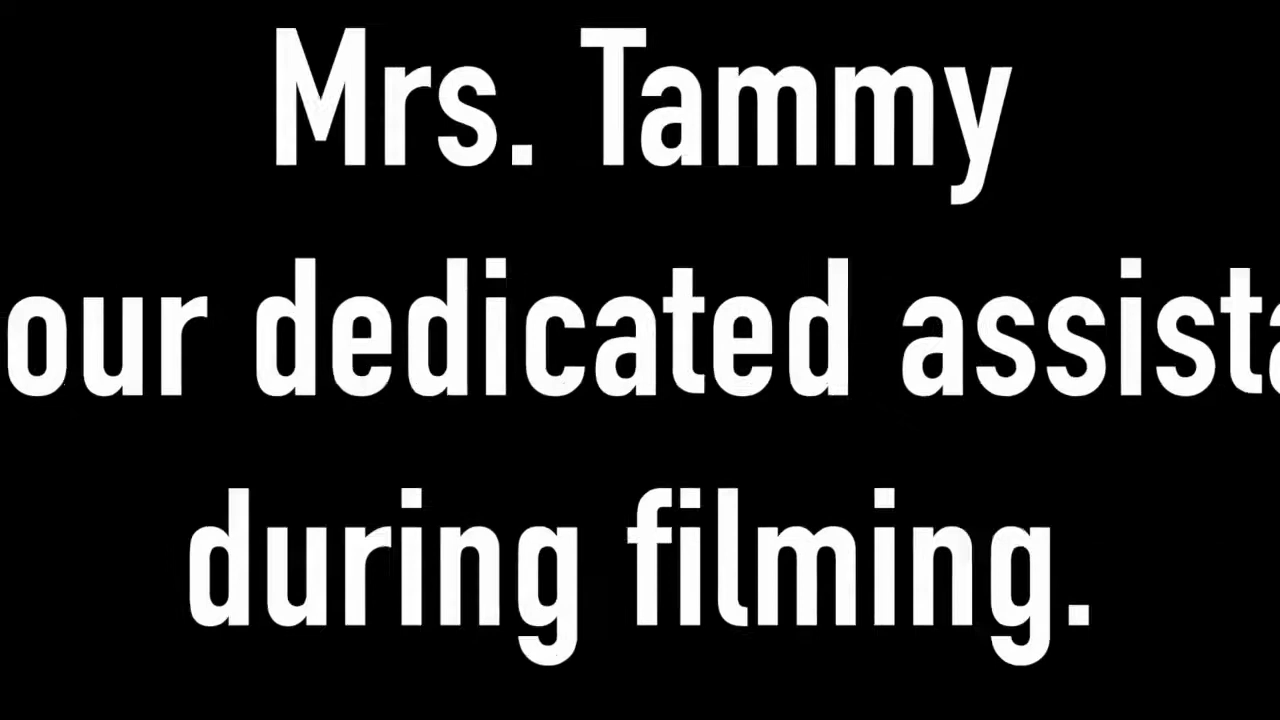 Mrs. Tammy
our dedicated assista
during filming.